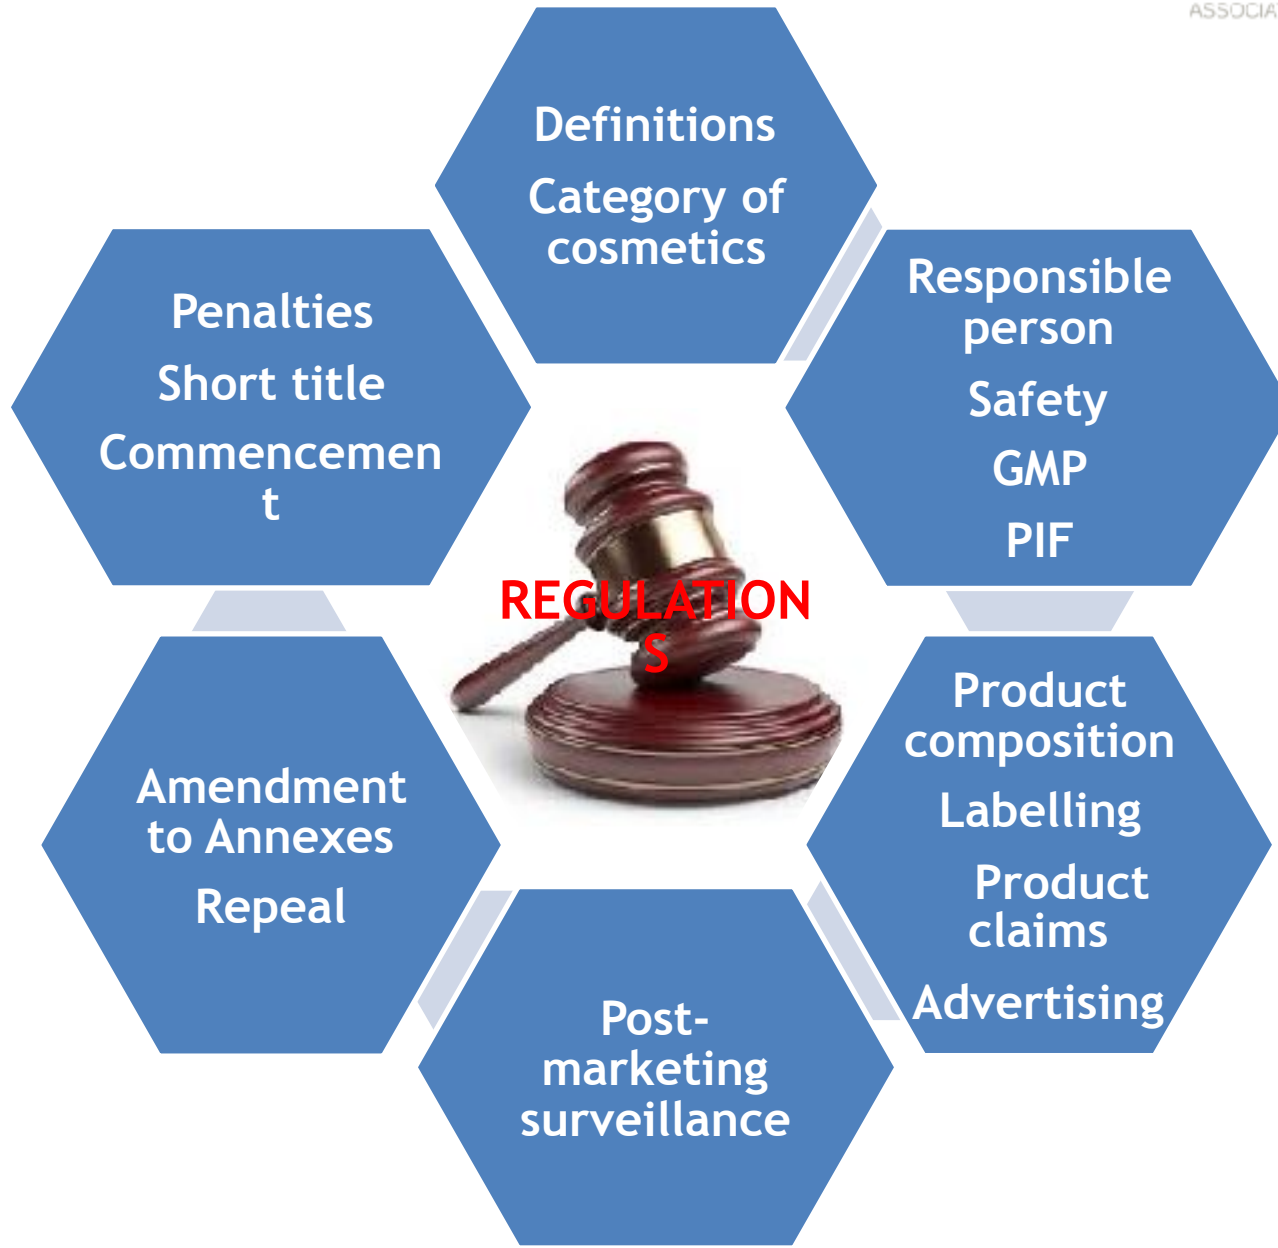 Definitions
Category of
cosmetics
Responsible
person
Safety
GMP
PIF
Product
composition
Labelling
Product
claims
Advertising
Post-
marketing
surveillance
Amendment
to Annexes
Repeal
Penalties
Short title
Commencemen
t
REGULATION
S